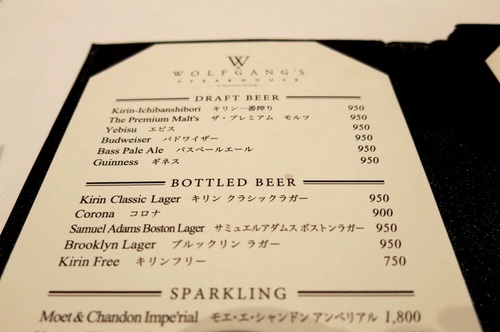 W
WOLFGANG'S
STEAKHOUSE
DRAFT BEER
Kirin-Ichibanshibori キリン一番搾り 950
The Premium Malt's ザ・プレミアム モルツ 950
Yebisu エビス 950
Budweiser バドワイザー 950
Bass Pale Ale バスペールエール 950
Guinness ギネス 950
BOTTLED BEER
Kirin Classic Lager キリン クラシックラガー 950
Corona コロナ 900
Samuel Adams Boston Lager サミュエルアダムス ボストンラガー 950
Brooklyn Lager ブルックリン ラガー 950
Kirin Free キリンフリー 750
SPARKLING
Moet & Chandon Impe'rial モエ・エ・シャンドン アンペリアル 1,800